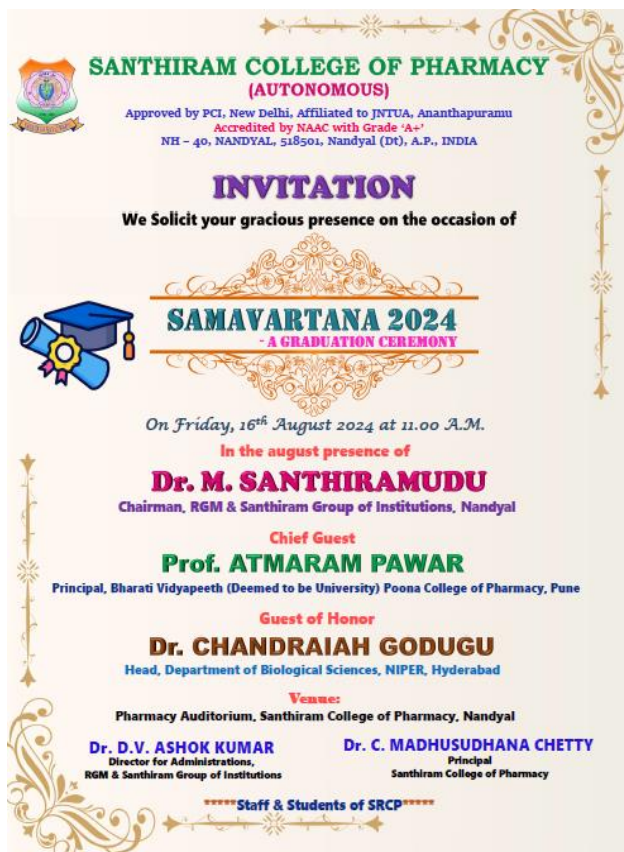 SANTHIRAM COLLEGE OF PHARMACY
(AUTONOMOUS)
Approved by PCI, New Delhi, Affiliated to JNTUA, Ananthapuramu
Accredited by NAAC with Grade ‘A+’
NH – 40, NANDYAL, 518501, Nandyal (Dt), A.P., INDIA
INVITATION
We Solicit your gracious presence on the occasion of
SAMAVARTANA 2024
- A GRADUATION CEREMONY
On Friday, 16th August 2024 at 11.00 A.M.
In the august presence of
Dr. M. SANTHIRAMUDU
Chairman, RGM & Santhiram Group of Institutions, Nandyal
Chief Guest
Prof. ATMARAM PAWAR
Principal, Bharati Vidyapeeth (Deemed to be University) Poona College of Pharmacy, Pune
Guest of Honor
Dr. CHANDRAIAH GODUGU
Head, Department of Biological Sciences, NIPER, Hyderabad
Venue:
Pharmacy Auditorium, Santhiram College of Pharmacy, Nandyal
Dr. D.V. ASHOK KUMAR
Director for Administrations,
RGM & Santhiram Group of Institutions
Dr. C. MADHUSUDHANA CHETTY
Principal
Santhiram College of Pharmacy
*****Staff & Students of SRCP*****